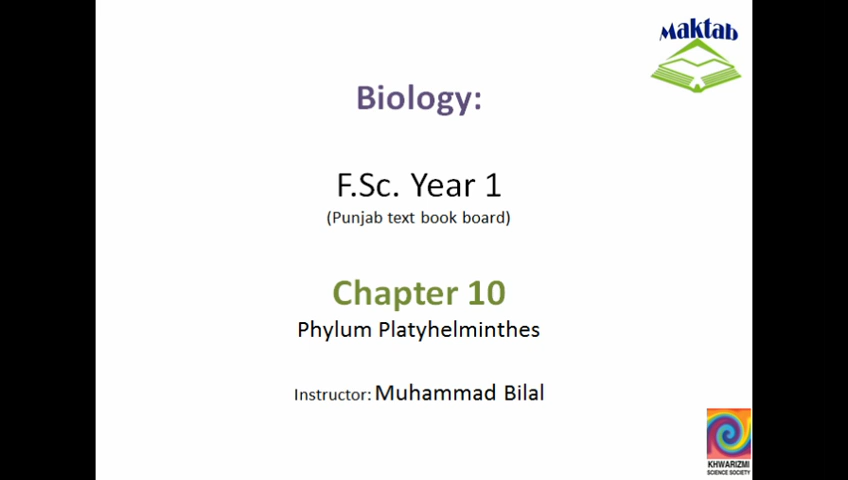 Maktab
Biology:
F.Sc. Year 1
(Punjab text book board)
Chapter 10
Phylum Platyhelminthes
Instructor: Muhammad Bilal
KHWARIZMI
SCIENCE SOCIETY